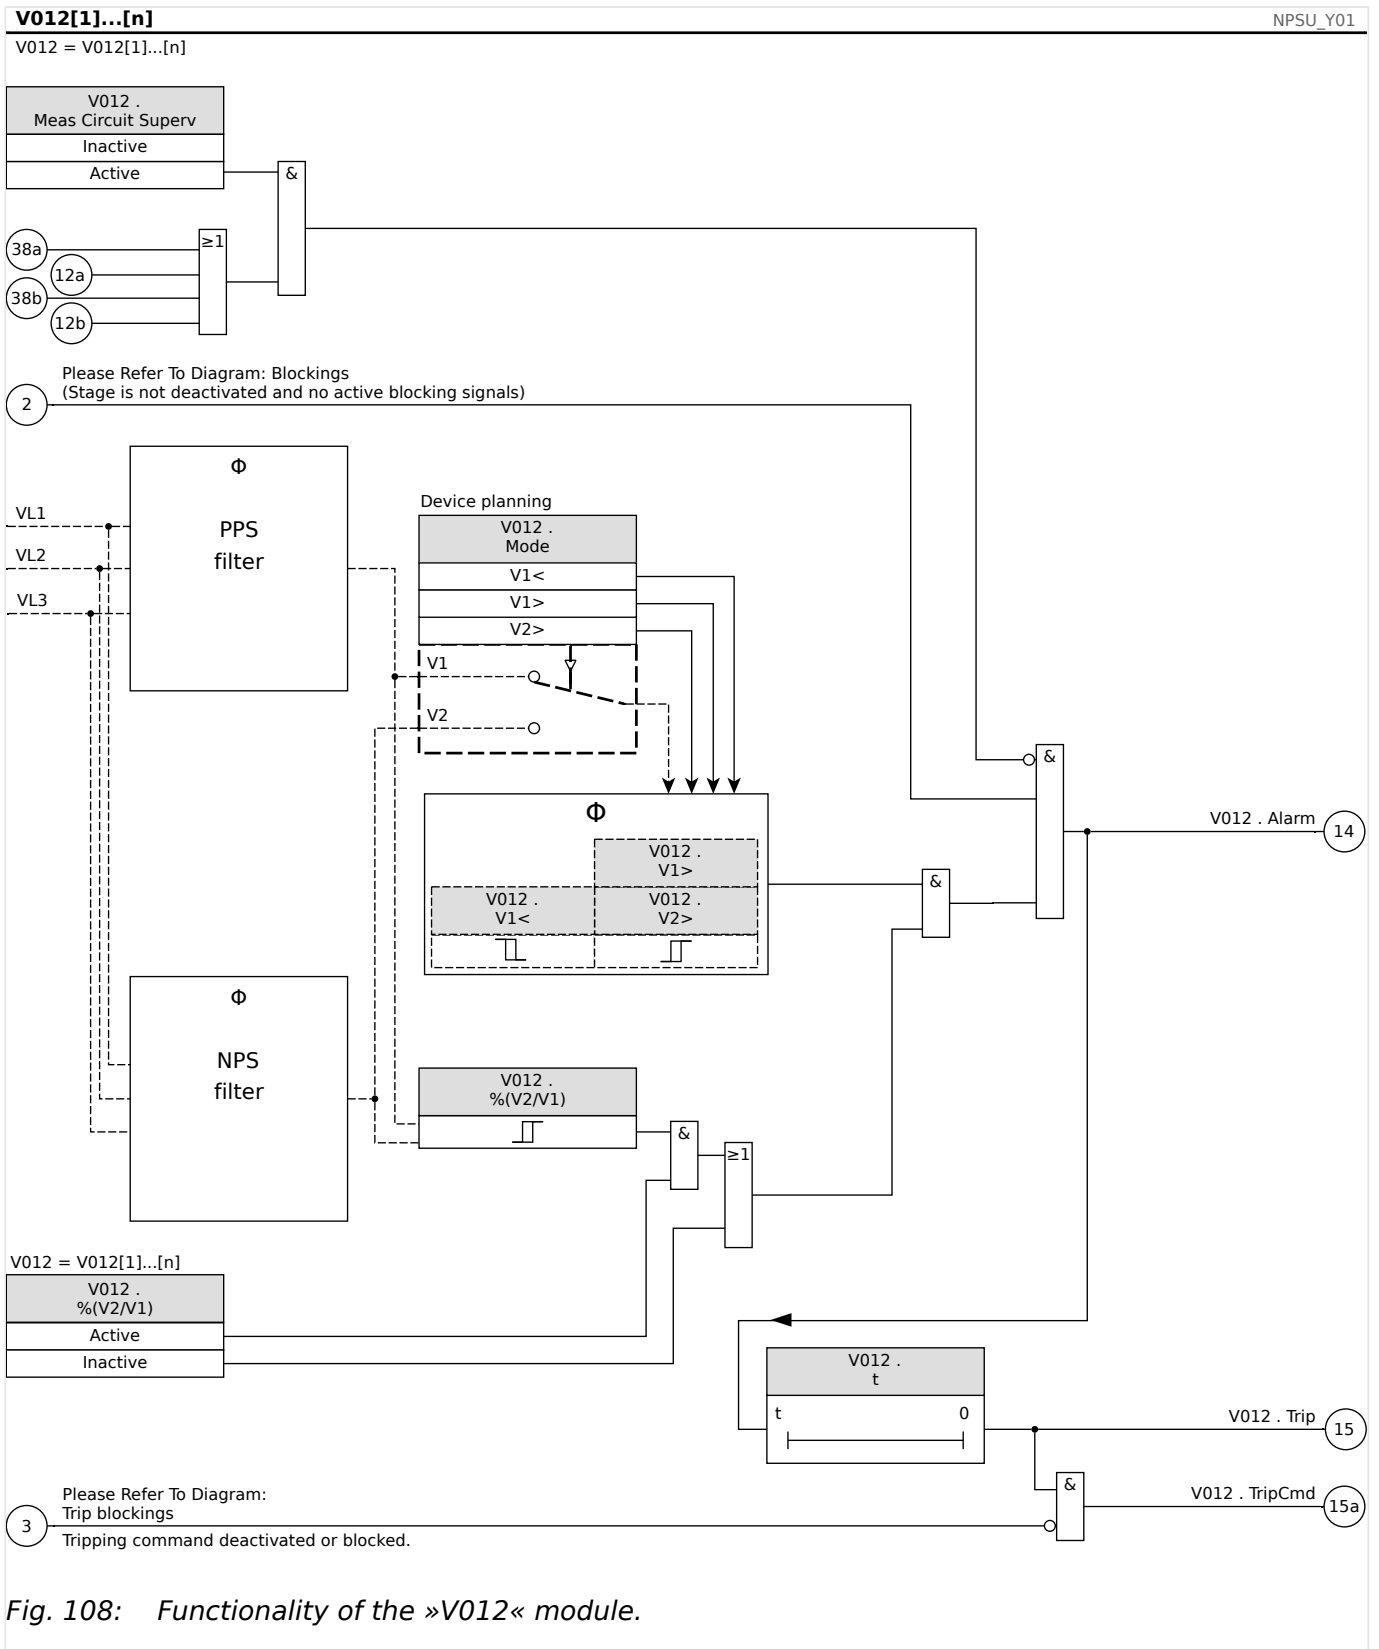 V012[1]...[n]
NPSU_Y01
V012 = V012[1]...[n]
V012 .
Meas Circuit Superv
Inactive
Active
&
≥1
38a
12a
38b
12b
Please Refer To Diagram: Blockings
(Stage is not deactivated and no active blocking signals)
2
Φ
PPS
filter
VL1
VL2
VL3
Device planning
V012 .
Mode
V1<
V1>
V2>
V1
V2
&
V012 . Alarm
14
Φ
V012 .
V1>
V012 .
V1<
V012 .
V2>
&
Φ
NPS
filter
V012 .
%(V2/V1)
&
≥1
V012 = V012[1]...[n]
V012 .
%(V2/V1)
Active
Inactive
V012 .
t
t 0
V012 . Trip
15
&
V012 . TripCmd
15a
Please Refer To Diagram:
Trip blockings
3
Tripping command deactivated or blocked.
Fig. 108: Functionality of the »V012« module.